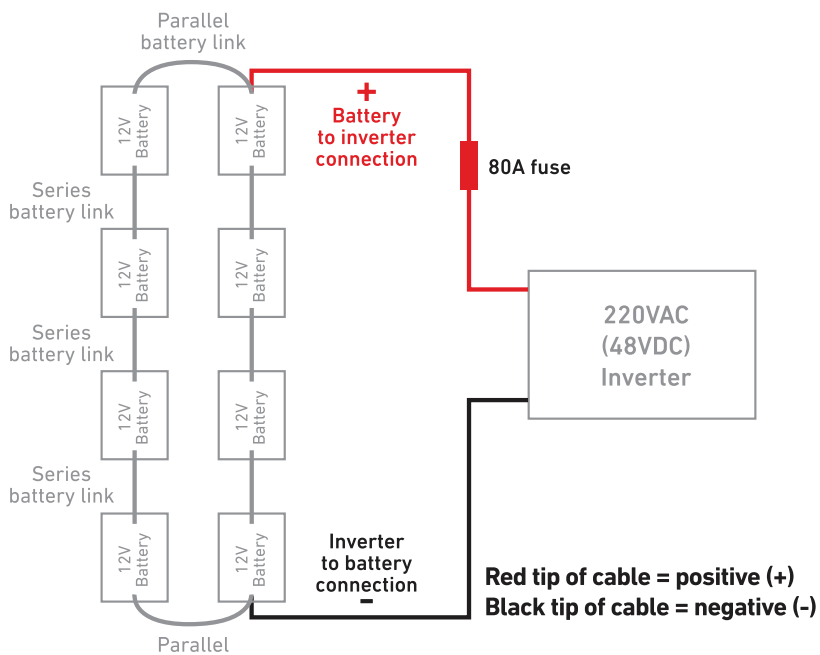 Parallel
battery link
12V
Battery
12V
Battery
+
Battery
to inverter
connection
80A fuse
Series
battery link
12V
Battery
12V
Battery
220VAC
(48VDC)
Inverter
Series
battery link
12V
Battery
12V
Battery
Series
battery link
12V
Battery
12V
Battery
Inverter
to battery
connection
-
Red tip of cable = positive (+)
Black tip of cable = negative (-)
Parallel